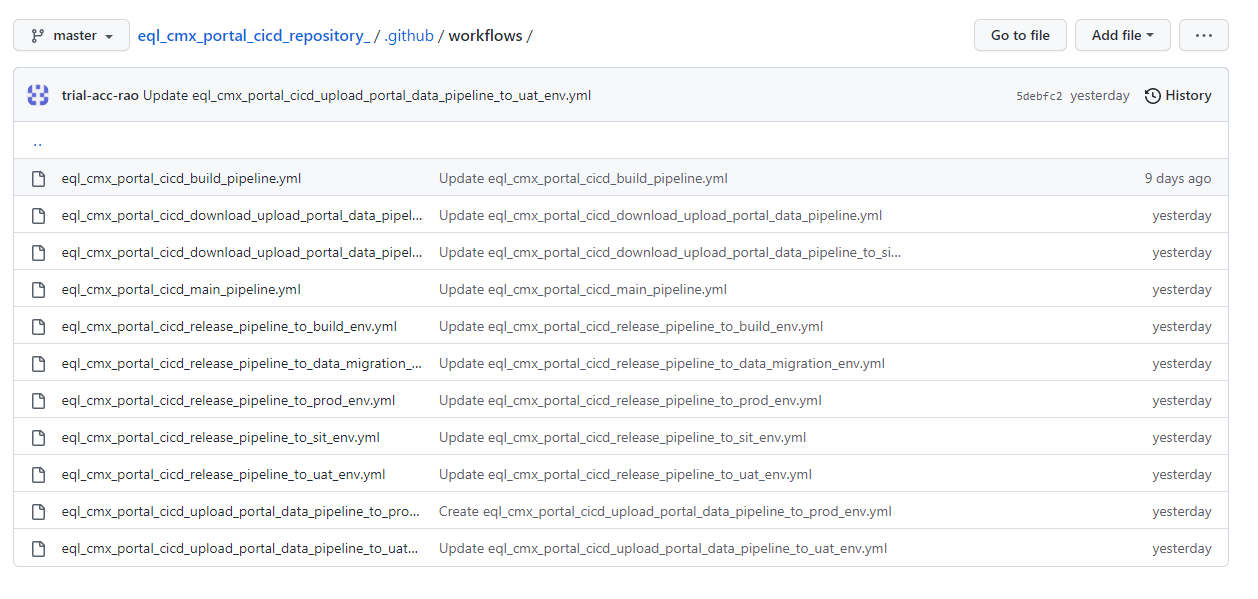 master eql_cmx_portal_cicd_repository_ / .github / workflows / Go to file Add file ...
trial-acc-rao Update eql_cmx_portal_cicd_upload_portal_data_pipeline_to_uat_env.yml 5debfc2 yesterday History
..
eql_cmx_portal_cicd_build_pipeline.yml Update eql_cmx_portal_cicd_build_pipeline.yml 9 days ago
eql_cmx_portal_cicd_download_upload_portal_data_pipel... Update eql_cmx_portal_cicd_download_upload_portal_data_pipeline.yml yesterday
eql_cmx_portal_cicd_download_upload_portal_data_pipel... Update eql_cmx_portal_cicd_download_upload_portal_data_pipeline_to_si... yesterday
eql_cmx_portal_cicd_main_pipeline.yml Update eql_cmx_portal_cicd_main_pipeline.yml yesterday
eql_cmx_portal_cicd_release_pipeline_to_build_env.yml Update eql_cmx_portal_cicd_release_pipeline_to_build_env.yml yesterday
eql_cmx_portal_cicd_release_pipeline_to_data_migration_... Update eql_cmx_portal_cicd_release_pipeline_to_data_migration_env.yml yesterday
eql_cmx_portal_cicd_release_pipeline_to_prod_env.yml Update eql_cmx_portal_cicd_release_pipeline_to_prod_env.yml yesterday
eql_cmx_portal_cicd_release_pipeline_to_sit_env.yml Update eql_cmx_portal_cicd_release_pipeline_to_sit_env.yml yesterday
eql_cmx_portal_cicd_release_pipeline_to_uat_env.yml Update eql_cmx_portal_cicd_release_pipeline_to_uat_env.yml yesterday
eql_cmx_portal_cicd_upload_portal_data_pipeline_to_pro... Create eql_cmx_portal_cicd_upload_portal_data_pipeline_to_prod_env.yml yesterday
eql_cmx_portal_cicd_upload_portal_data_pipeline_to_uat... Update eql_cmx_portal_cicd_upload_portal_data_pipeline_to_uat_env.yml yesterday